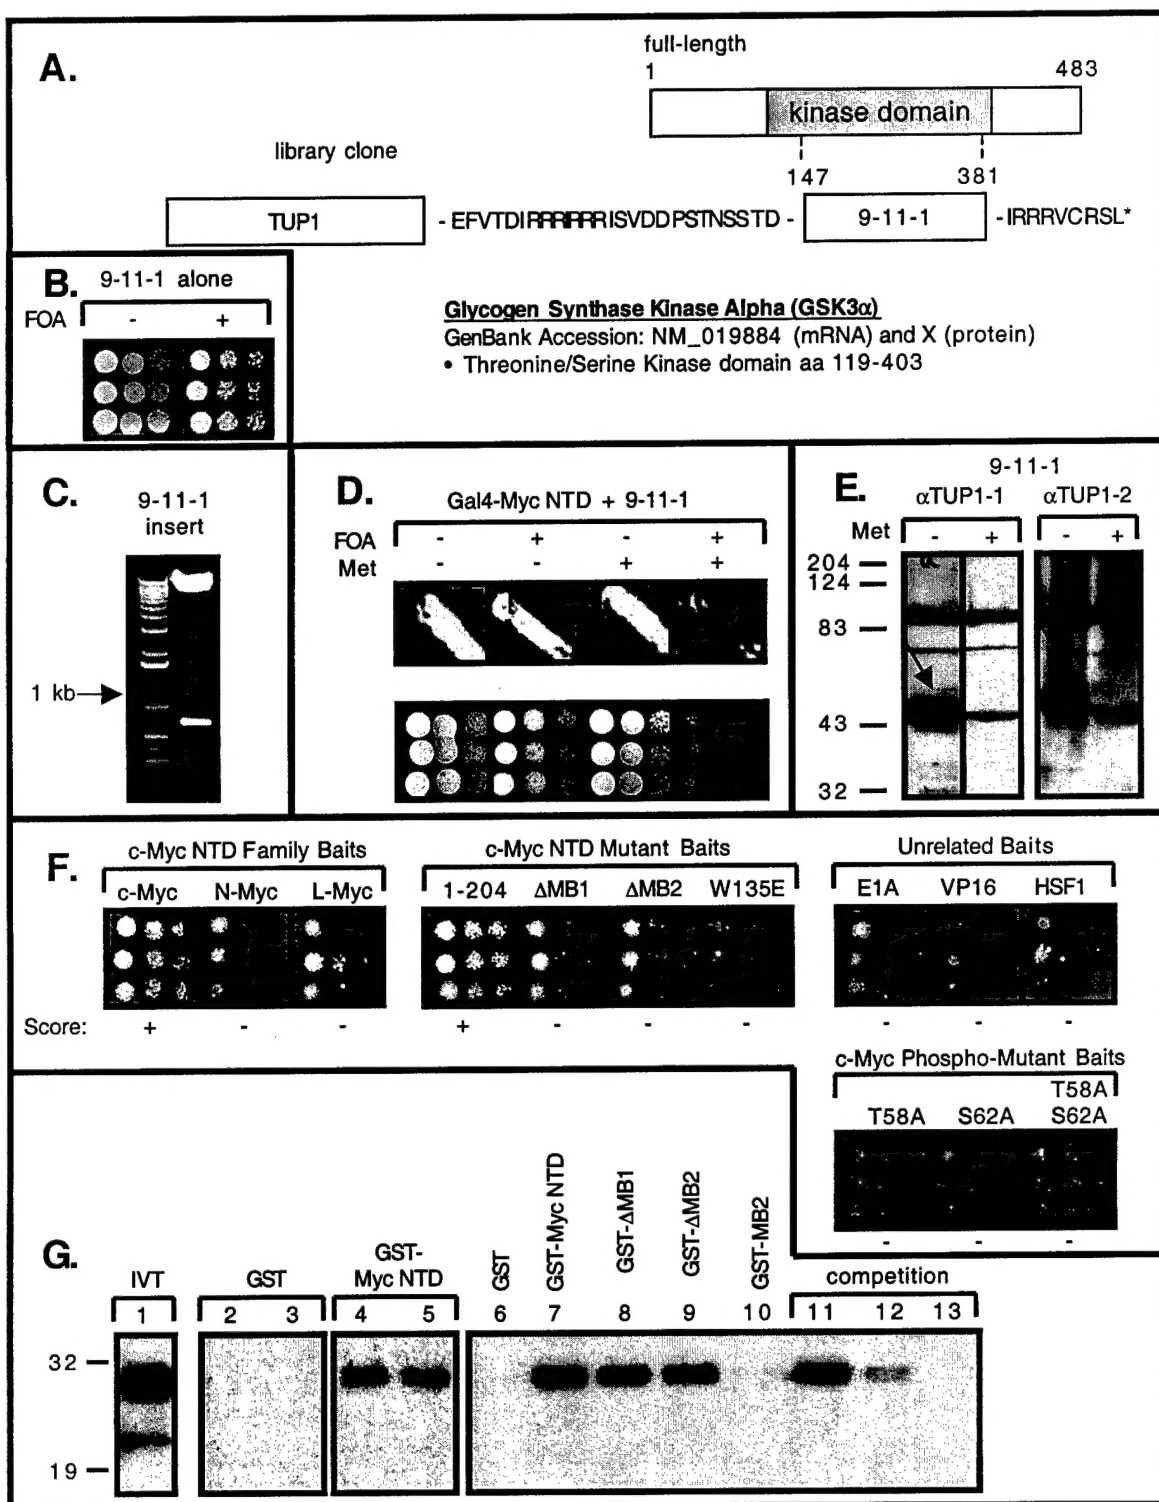 A.
full-length
1 483
kinase domain
library clone
147 381
TUP1 - EFVTDIRRRIFRRRISVDDPSTNSSTD - 9-11-1 - IRRRVCRSL*
B.
9-11-1 alone
FOA - +
Glycogen Synthase Kinase Alpha (GSK3α)
GenBank Accession: NM_019884 (mRNA) and X (protein)
• Threonine/Serine Kinase domain aa 119-403
C.
9-11-1
insert
1 kb
D.
Gal4-Myc NTD + 9-11-1
FOA - + - +
Met - - + +
E.
9-11-1
αTUP1-1 αTUP1-2
Met - + - +
204
124
83
43
32
F.
c-Myc NTD Family Baits
c-Myc N-Myc L-Myc
Score: + - -
c-Myc NTD Mutant Baits
1-204 ΔMB1 ΔMB2 W135E
+ - - -
Unrelated Baits
E1A VP16 HSF1
- - -
c-Myc Phospho-Mutant Baits
T58A
T58A S62A S62A
- - -
G.
IVT GST GST-
Myc NTD
GST
GST-Myc NTD
GST-ΔMB1
GST-ΔMB2
GST-MB2
competition
1 2 3 4 5 6 7 8 9 10 11 12 13
32
19